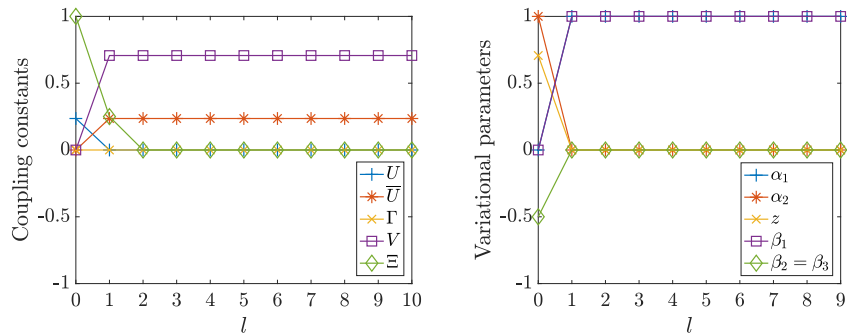 1
0.5
0
-0.5
-1
Coupling constants
0 1 2 3 4 5 6 7 8 9 10
l
U
U̅
Γ
V
Ξ
1
0.5
0
-0.5
-1
Variational parameters
0 1 2 3 4 5 6 7 8 9
l
α₁
α₂
z
β₁
β₂ = β₃